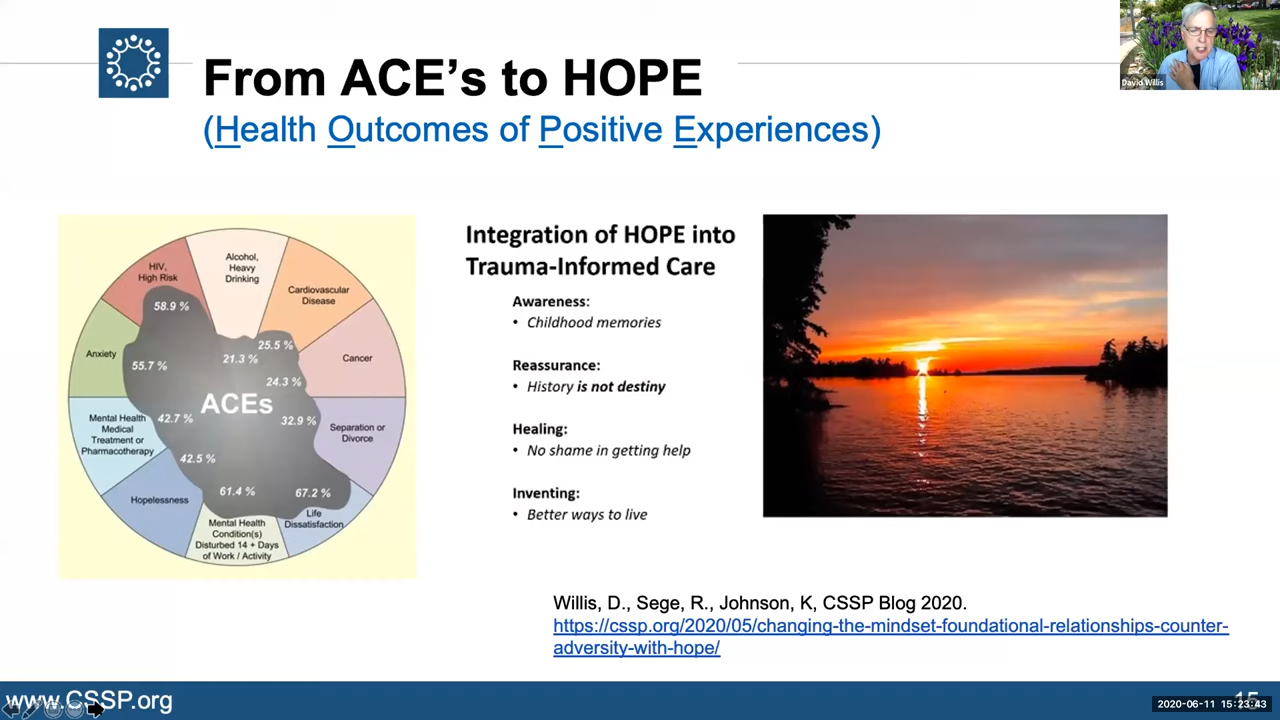 From ACE's to HOPE
(Health Outcomes of Positive Experiences)
David Willis
HIV,
High Risk
58.9 %
Alcohol,
Heavy
Drinking
21.3 %
Cardiovascular
Disease
25.5 %
Cancer
24.3 %
Separation or
Divorce
32.9 %
Life
Dissatisfaction
67.2 %
Mental Health
Condition(s)
Disturbed 14 + Days
of Work / Activity
61.4 %
Hopelessness
42.5 %
Mental Health
Medical
Treatment or
Pharmacotherapy
42.7 %
Anxiety
55.7 %
ACEs
Integration of HOPE into
Trauma-Informed Care
Awareness:
• Childhood memories
Reassurance:
• History is not destiny
Healing:
• No shame in getting help
Inventing:
• Better ways to live
Willis, D., Sege, R., Johnson, K, CSSP Blog 2020.
https://cssp.org/2020/05/changing-the-mindset-foundational-relationships-counter-
adversity-with-hope/
www.CSSP.org
15
2020-06-11 15:23:43